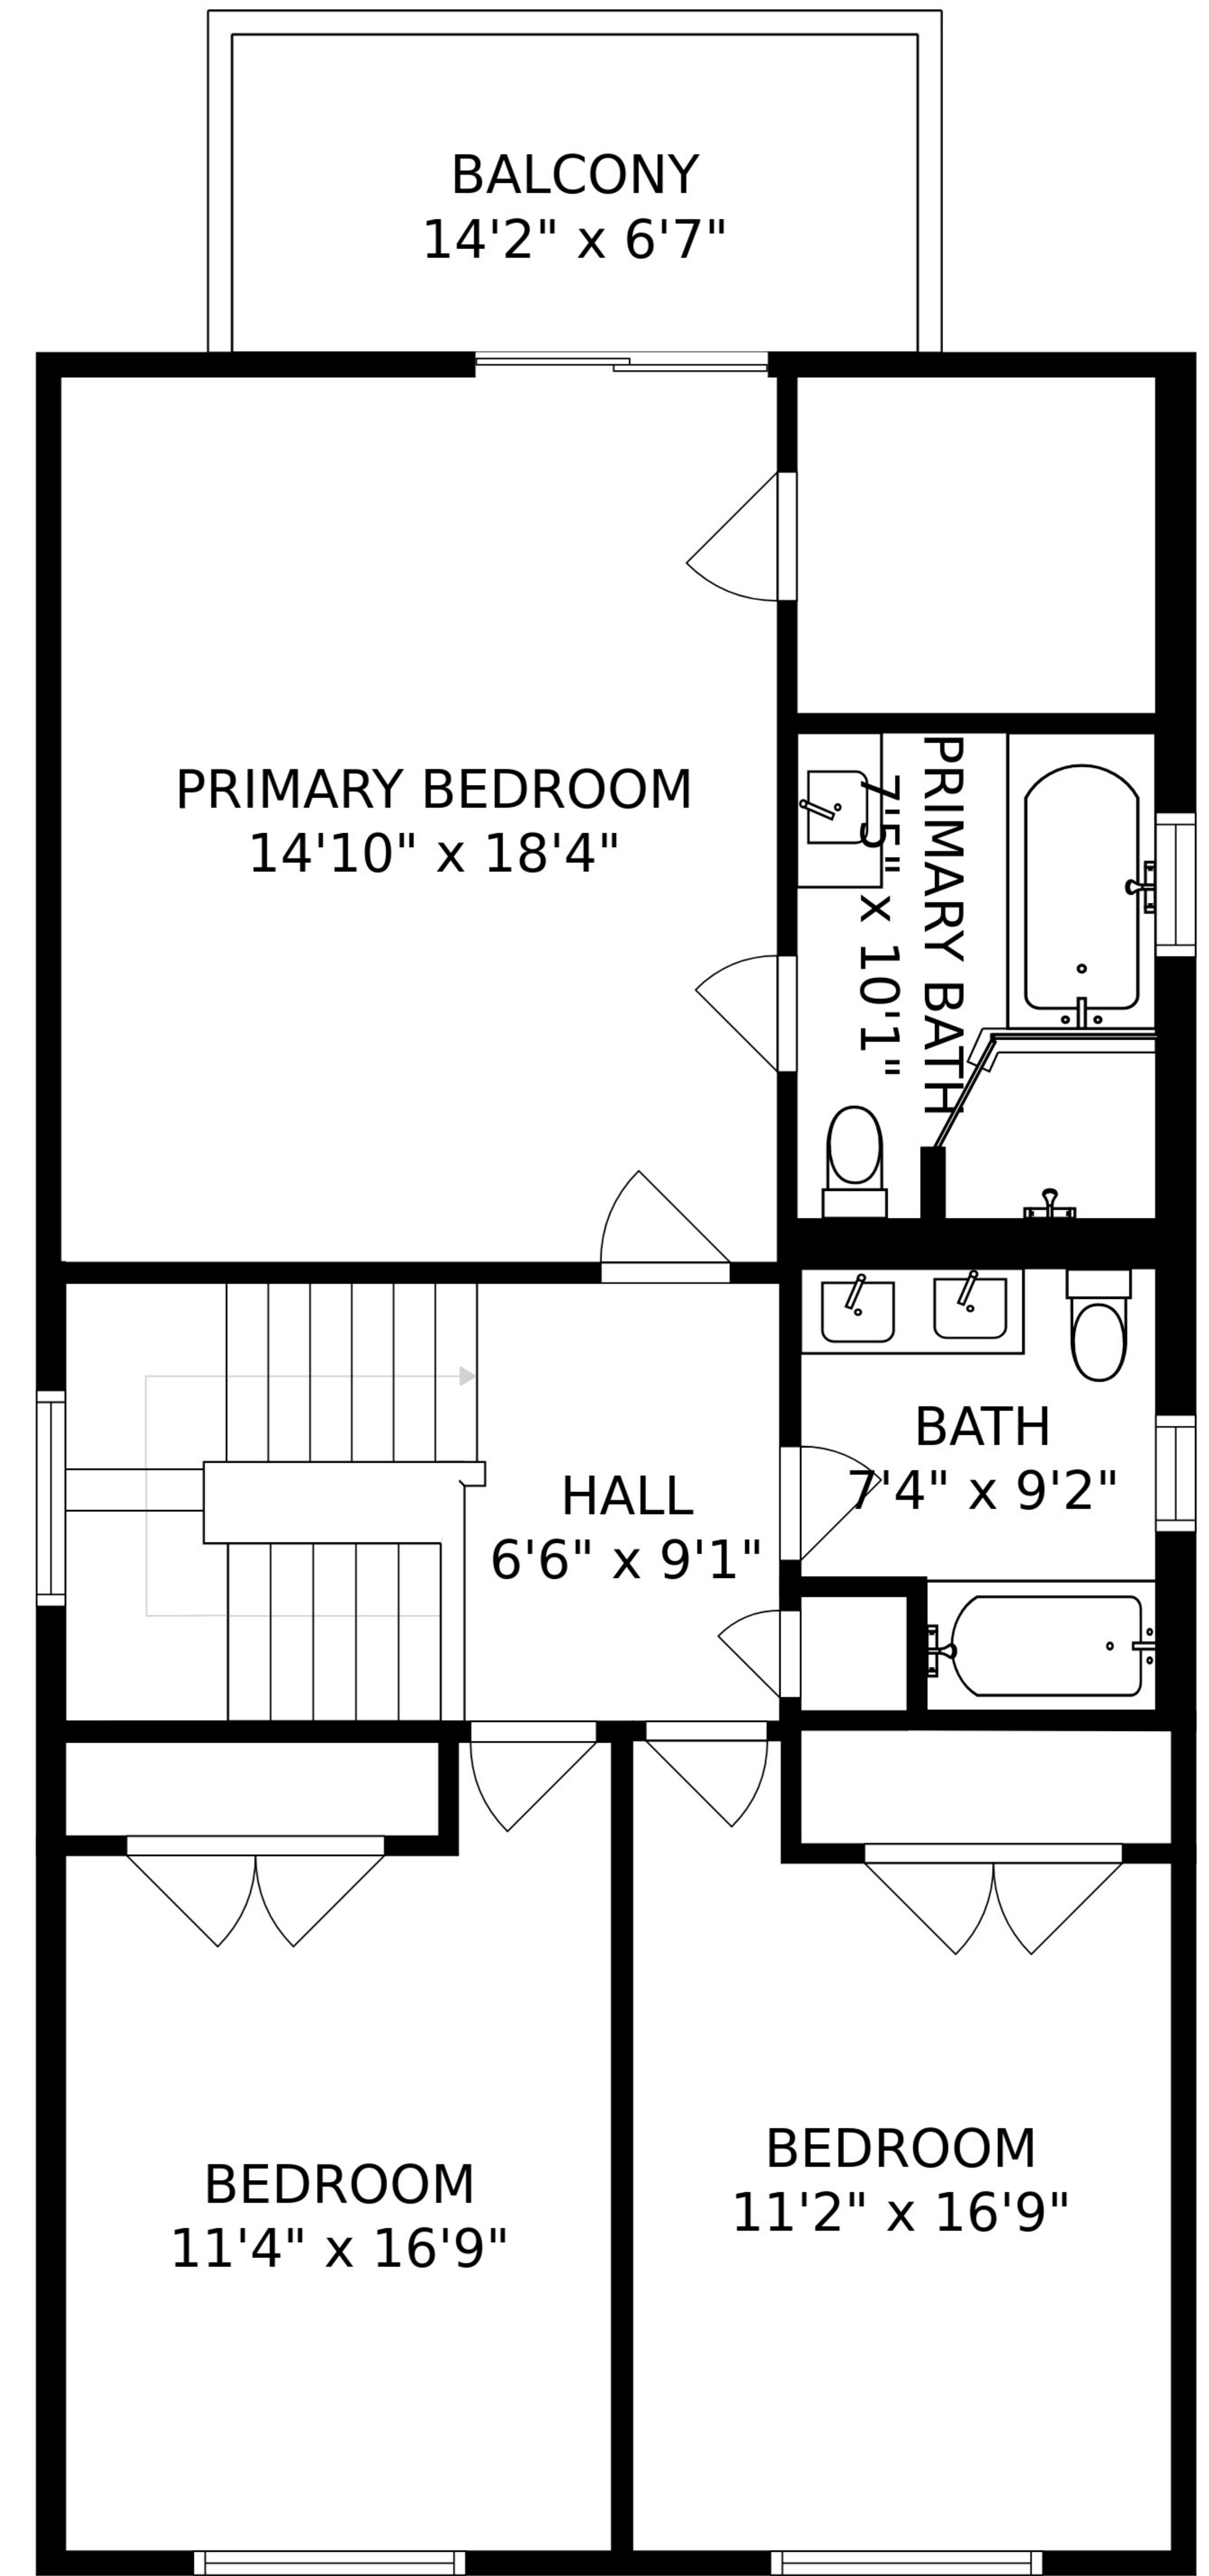 BALCONY
14'2" x 6'7"
PRIMARY BEDROOM
14'10" x 18'4"
PRIMARY BATH
7'5" x 10'1"
BATH
7'4" x 9'2"
HALL
6'6" x 9'1"
BEDROOM
11'4" x 16'9"
BEDROOM
11'2" x 16'9"